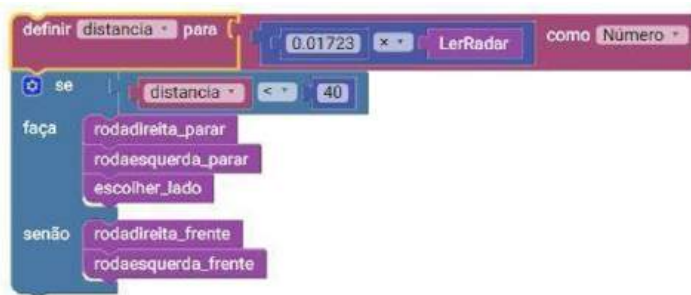 definir distancia para 0.01723 × LerRadar como Número
se distancia < 40
faça rodadireita_parar
rodaesquerda_parar
escolher_lado
senão rodadireita_frente
rodaesquerda_frente